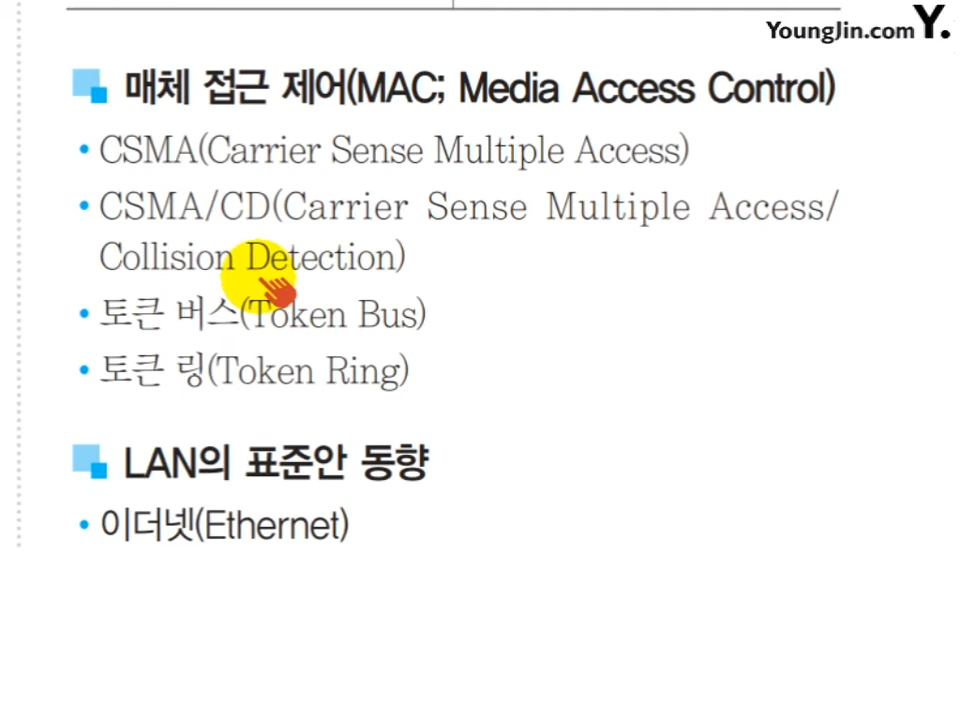 YoungJin.com Y.
매체 접근 제어(MAC; Media Access Control)
• CSMA(Carrier Sense Multiple Access)
• CSMA/CD(Carrier Sense Multiple Access/
Collision Detection)
• 토큰 버스(Token Bus)
• 토큰 링(Token Ring)
LAN의 표준안 동향
• 이더넷(Ethernet)